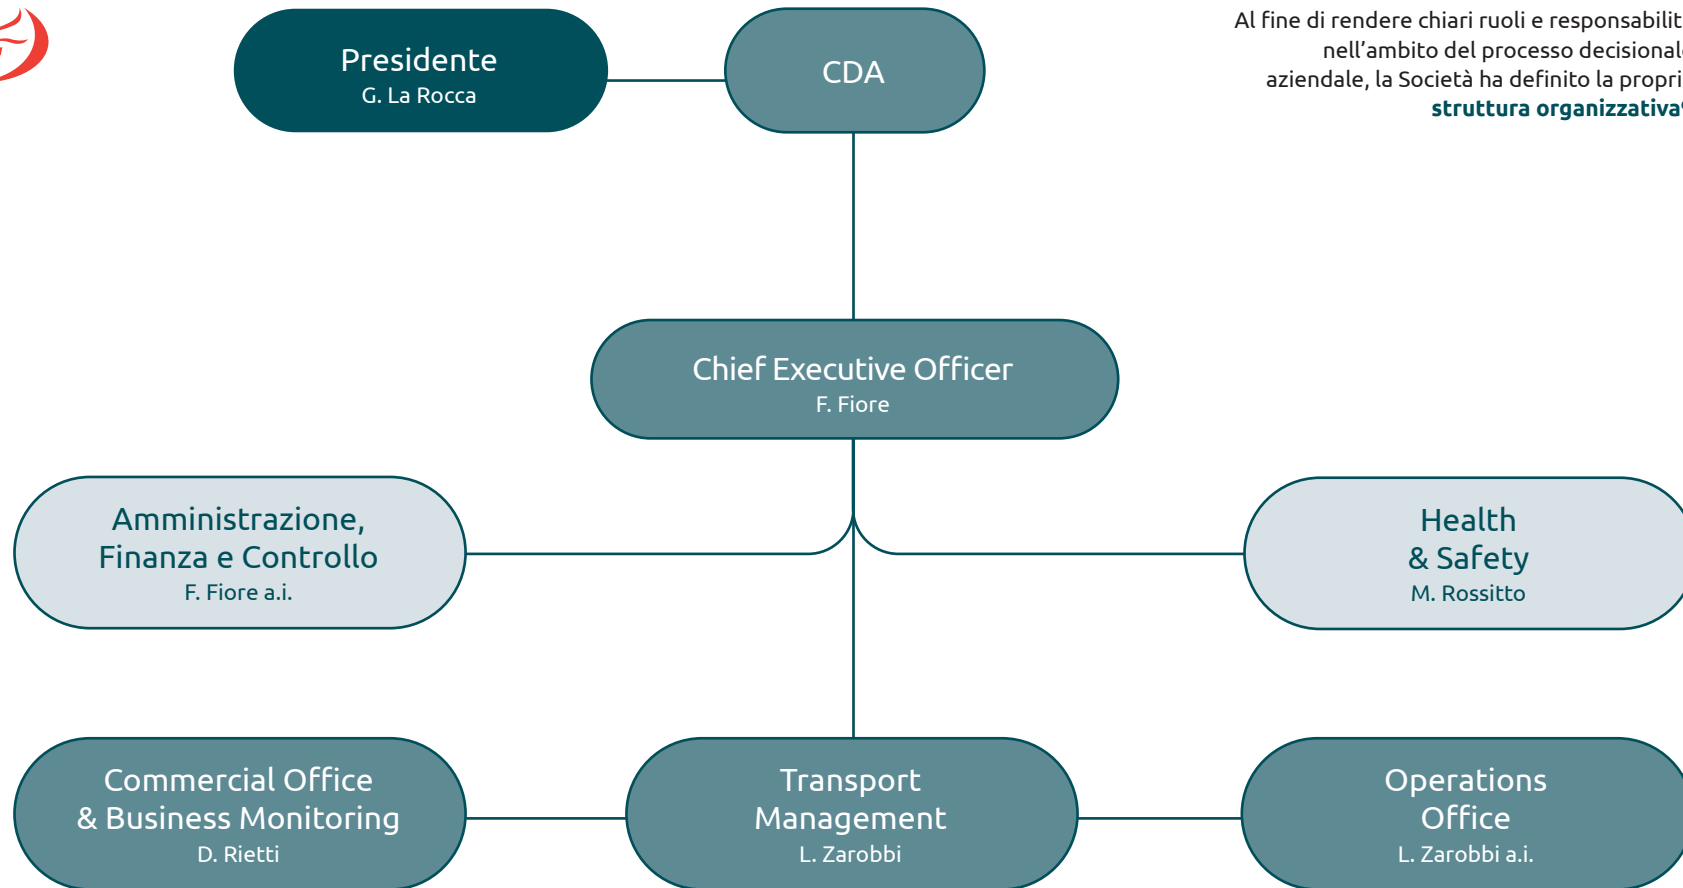 Presidente
G. La Rocca
CDA
Al fine di rendere chiari ruoli e responsabilit
nell’ambito del processo decisional
aziendale, la Società ha definito la propri
struttura organizzativa
Chief Executive Officer
F. Fiore
Amministrazione,
Finanza e Controllo
F. Fiore a.i.
Health
& Safety
M. Rossitto
Commercial Office
& Business Monitoring
D. Rietti
Transport
Management
L. Zarobbi
Operations
Office
L. Zarobbi a.i.